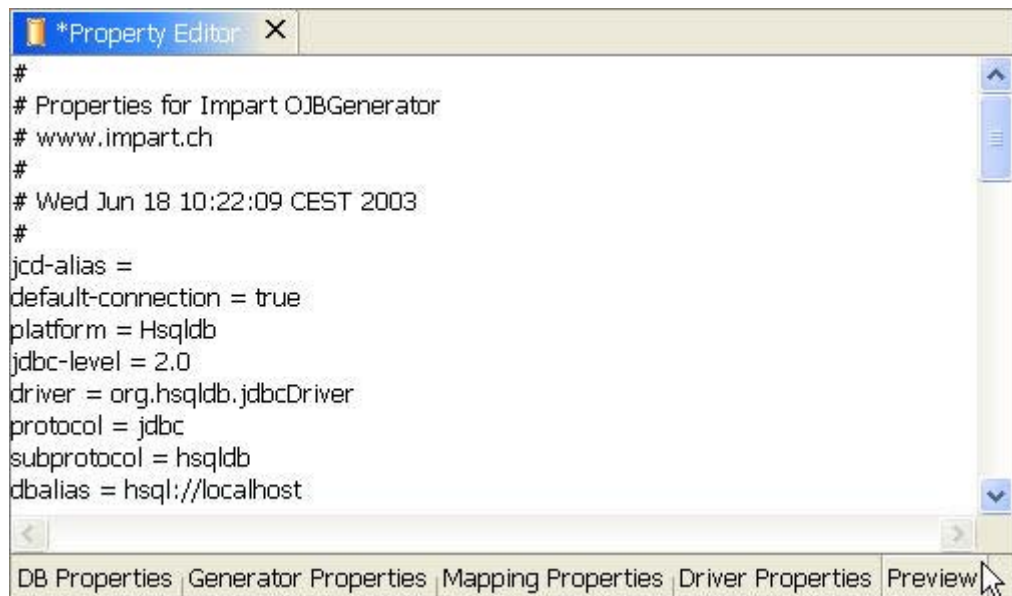 *Property Editor
#
# Properties for Impart OJBGenerator
# www.impart.ch
#
# Wed Jun 18 10:22:09 CEST 2003
#
jcd-alias =
default-connection = true
platform = Hsqldb
jdbc-level = 2.0
driver = org.hsqldb.jdbcDriver
protocol = jdbc
subprotocol = hsqldb
dbalias = hsql://localhost
DB Properties Generator Properties Mapping Properties Driver Properties Preview